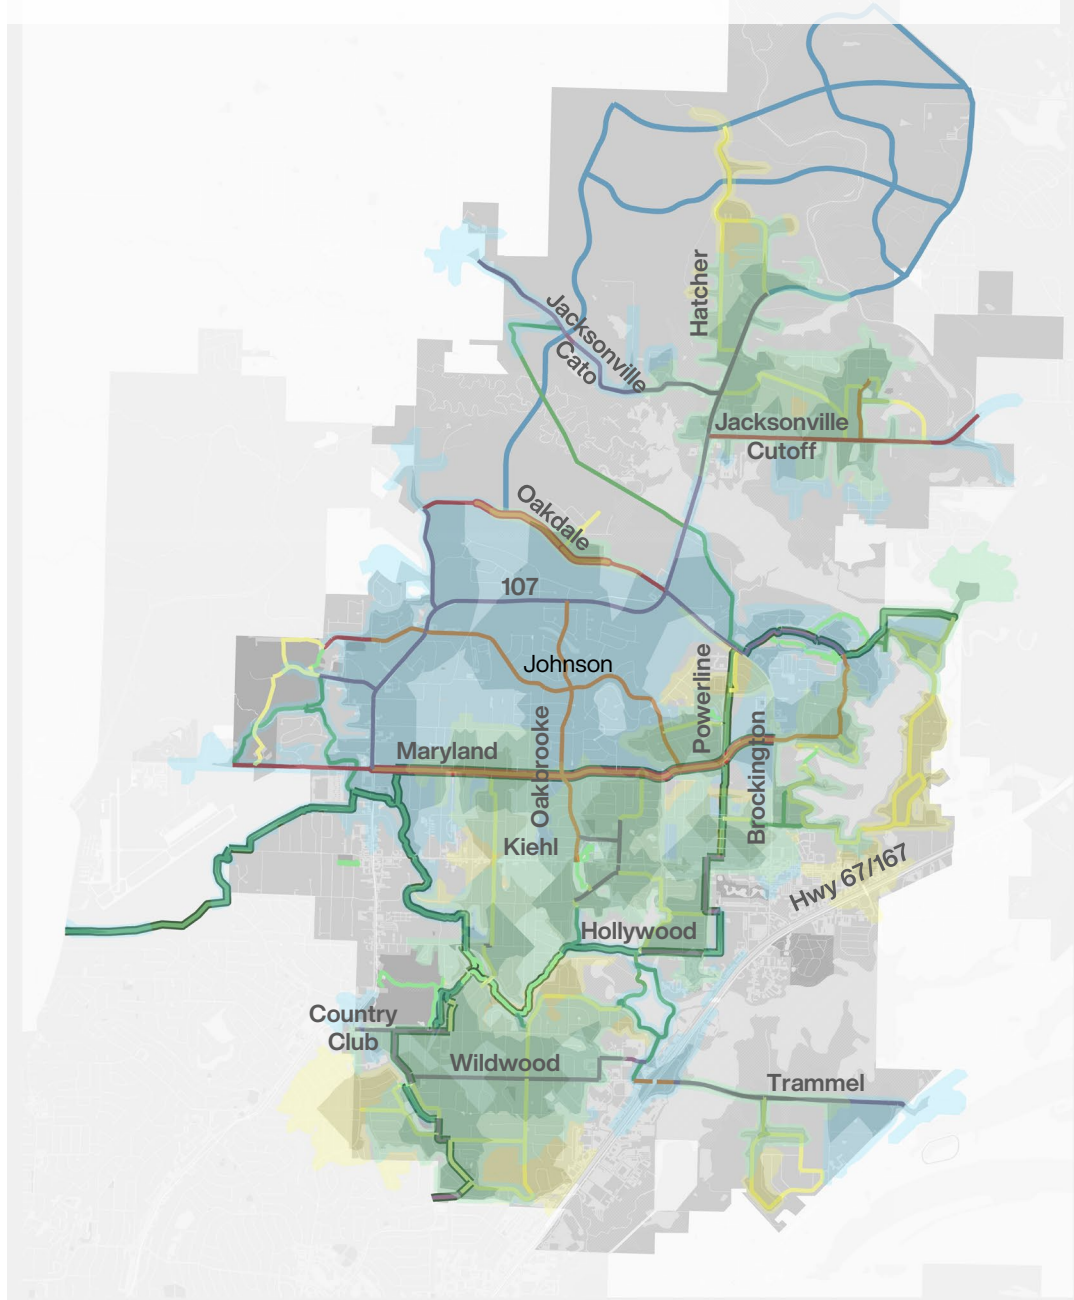 Hatcher
Jacksonville
Cato
Jacksonville
Cutoff
Oakdale
107
Johnson
Powerline
Maryland
Oakbrooke
Brockington
Kiehl
Hwy 67/167
Hollywood
Country
Club
Wildwood
Trammel